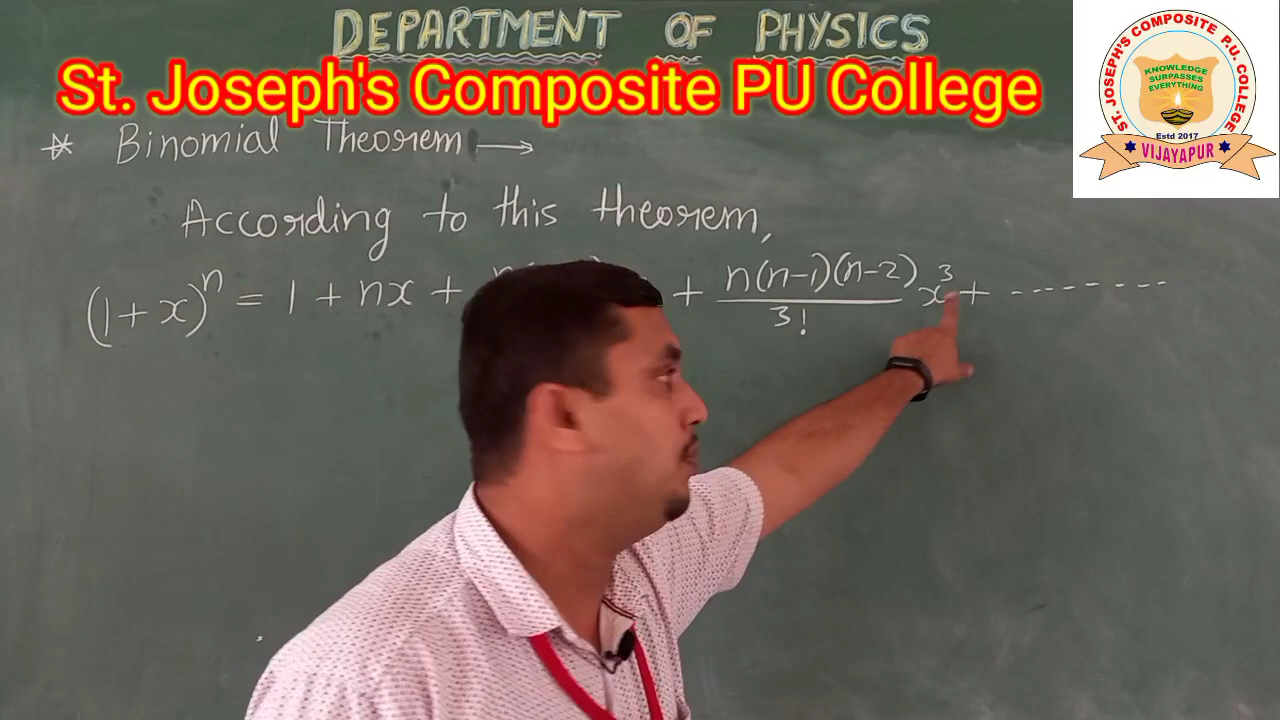 DEPARTMENT OF PHYSICS
St. Joseph's Composite PU College
ST. JOSEPH'S COMPOSITE P.U. COLLEGE
KNOWLEDGE
SURPASSES
EVERYTHING
Estd 2017
VIJAYAPUR
* Binomial Theorem →
According to this theorem,
(1+x)^n = 1 + nx + + n(n-1)(n-2)/3! x^3 + --------